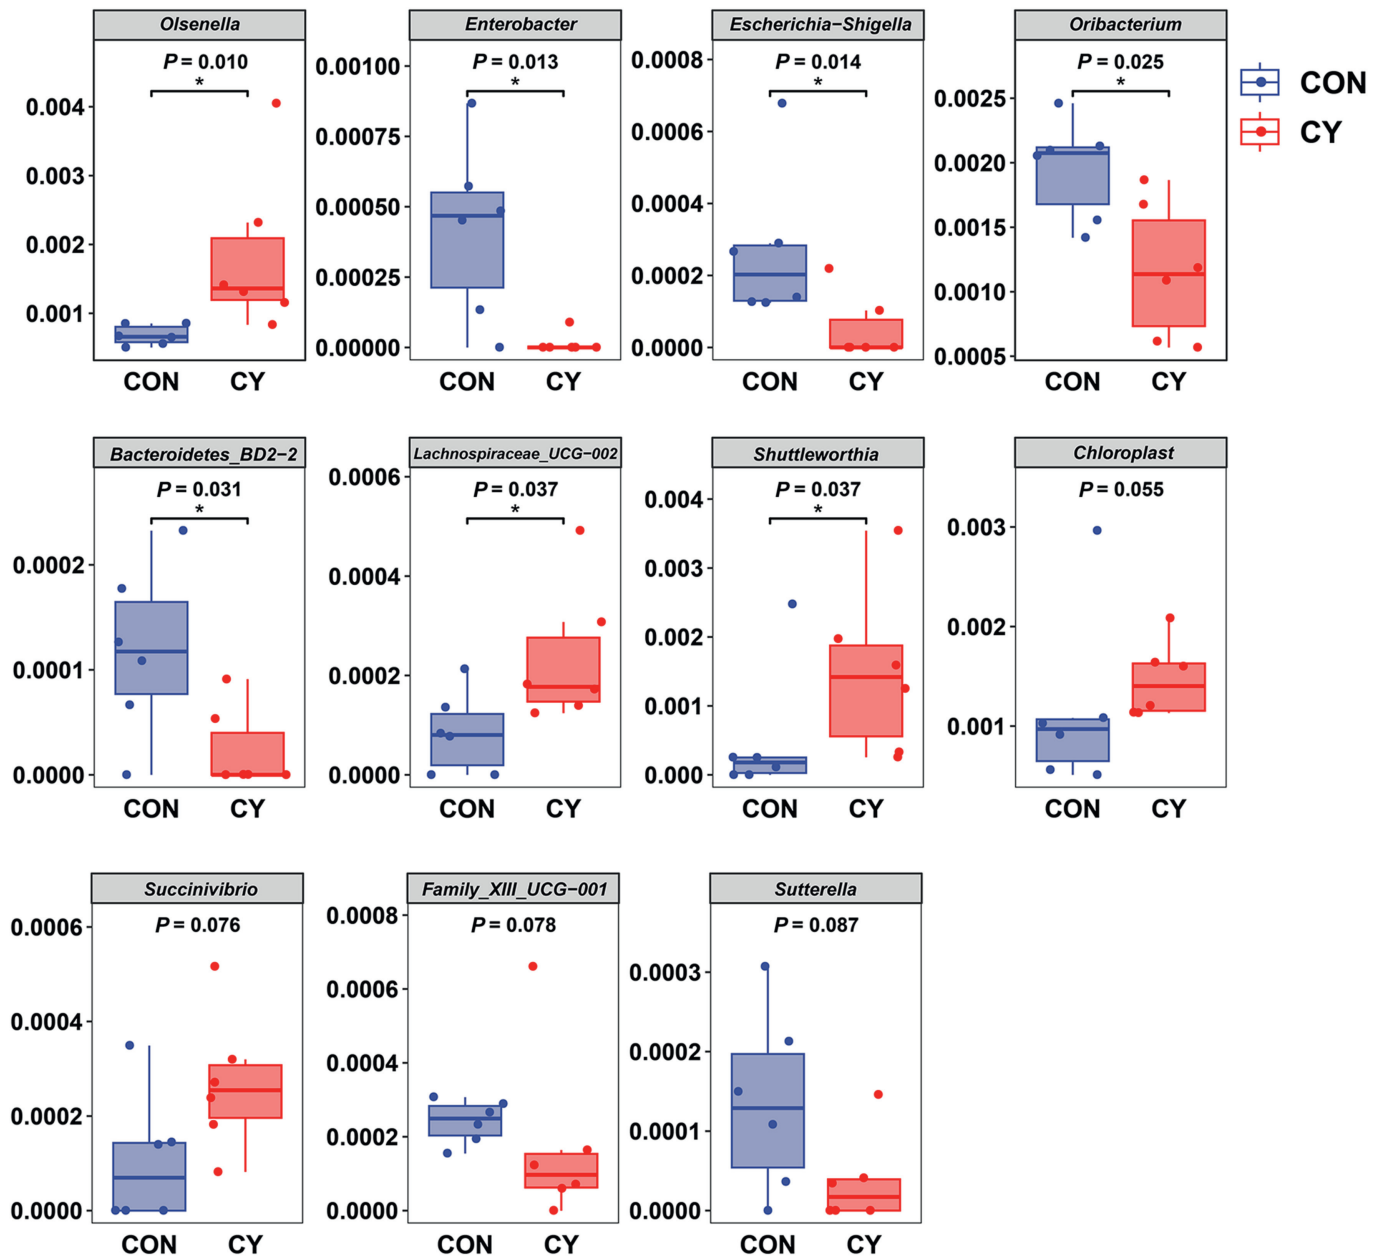 Olsenella
P = 0.010
*
0.004
0.003
0.002
0.001
CON CY
Enterobacter
P = 0.013
*
0.00100
0.00075
0.00050
0.00025
0.00000
CON CY
Escherichia−Shigella
P = 0.014
*
0.0008
0.0006
0.0004
0.0002
0.0000
CON CY
Oribacterium
P = 0.025
*
0.0025
0.0020
0.0015
0.0010
0.0005
CON CY
CON
CY
Bacteroidetes_BD2−2
P = 0.031
*
0.0002
0.0001
0.0000
CON CY
Lachnospiraceae_UCG−002
P = 0.037
*
0.0006
0.0004
0.0002
0.0000
CON CY
Shuttleworthia
P = 0.037
*
0.004
0.003
0.002
0.001
0.000
CON CY
Chloroplast
P = 0.055
0.003
0.002
0.001
CON CY
Succinivibrio
P = 0.076
0.0006
0.0004
0.0002
0.0000
CON CY
Family_XIII_UCG−001
P = 0.078
0.0008
0.0006
0.0004
0.0002
0.0000
CON CY
Sutterella
P = 0.087
0.0003
0.0002
0.0001
0.0000
CON CY